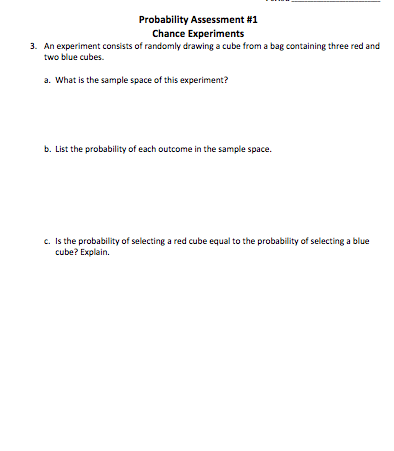 Probability Assessment #1
Chance Experiments
3. An experiment consists of randomly drawing a cube from a bag containing three red and
two blue cubes.
a. What is the sample space of this experiment?
b. List the probability of each outcome in the sample space.
c. Is the probability of selecting a red cube equal to the probability of selecting a blue
cube? Explain.